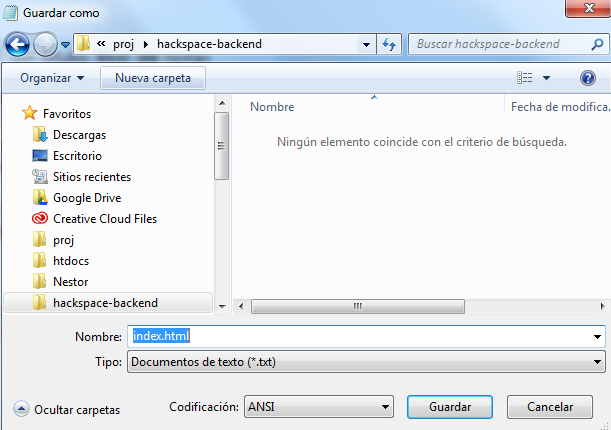 Guardar como
« proj hackspace-backend
Buscar hackspace-backend
Organizar Nueva carpeta
Favoritos
Descargas
Escritorio
Sitios recientes
Google Drive
Creative Cloud Files
proj
htdocs
Nestor
hackspace-backend
Nombre Fecha de modifica.
Ningún elemento coincide con el criterio de búsqueda.
Nombre: index.html
Tipo: Documentos de texto (*.txt)
Ocultar carpetas Codificación: ANSI Guardar Cancelar